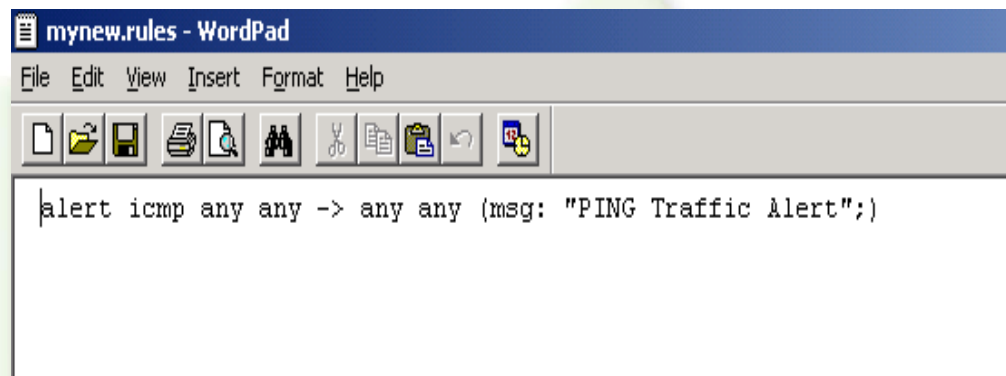 mynew.rules - WordPad
File Edit View Insert Format Help
alert icmp any any -> any any (msg: "PING Traffic Alert";)